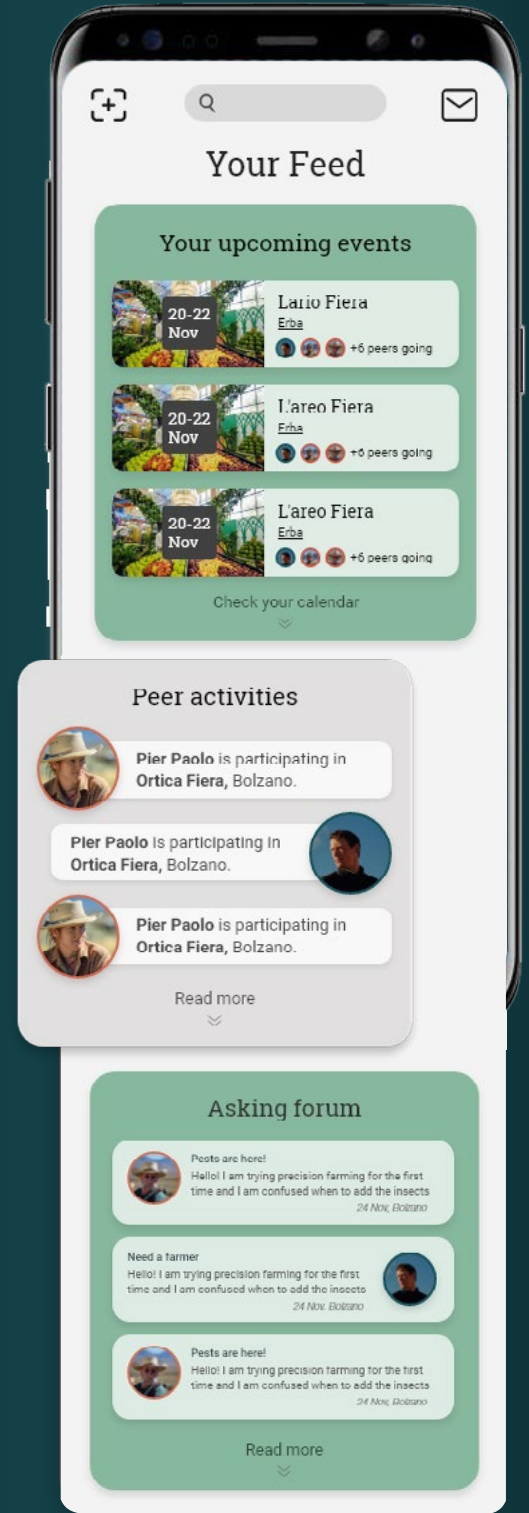 Your Feed
Your upcoming events
20-22
Nov
Lario Fiera
Erba
+6 peers going
20-22
Nov
L'areo Fiera
Erba
+6 peers going
20-22
Nov
L'areo Fiera
Erba
+6 peers going
Check your calendar
Peer activities
Pier Paolo is participating in
Ortica Fiera, Bolzano.
Pier Paolo is participating in
Ortica Fiera, Bolzano.
Pier Paolo is participating in
Ortica Fiera, Bolzano.
Read more
Asking forum
Pests are here!
Hello! I am trying precision farming for the first
time and I am confused when to add the insects
24 Nov, Bolzano
Need a farmer
Hello! I am trying precision farming for the first
time and I am confused when to add the insects
24 Nov, Bolzano
Pests are here!
Hello! I am trying precision farming for the first
time and I am confused when to add the insects
24 Nov, Bolzano
Read more